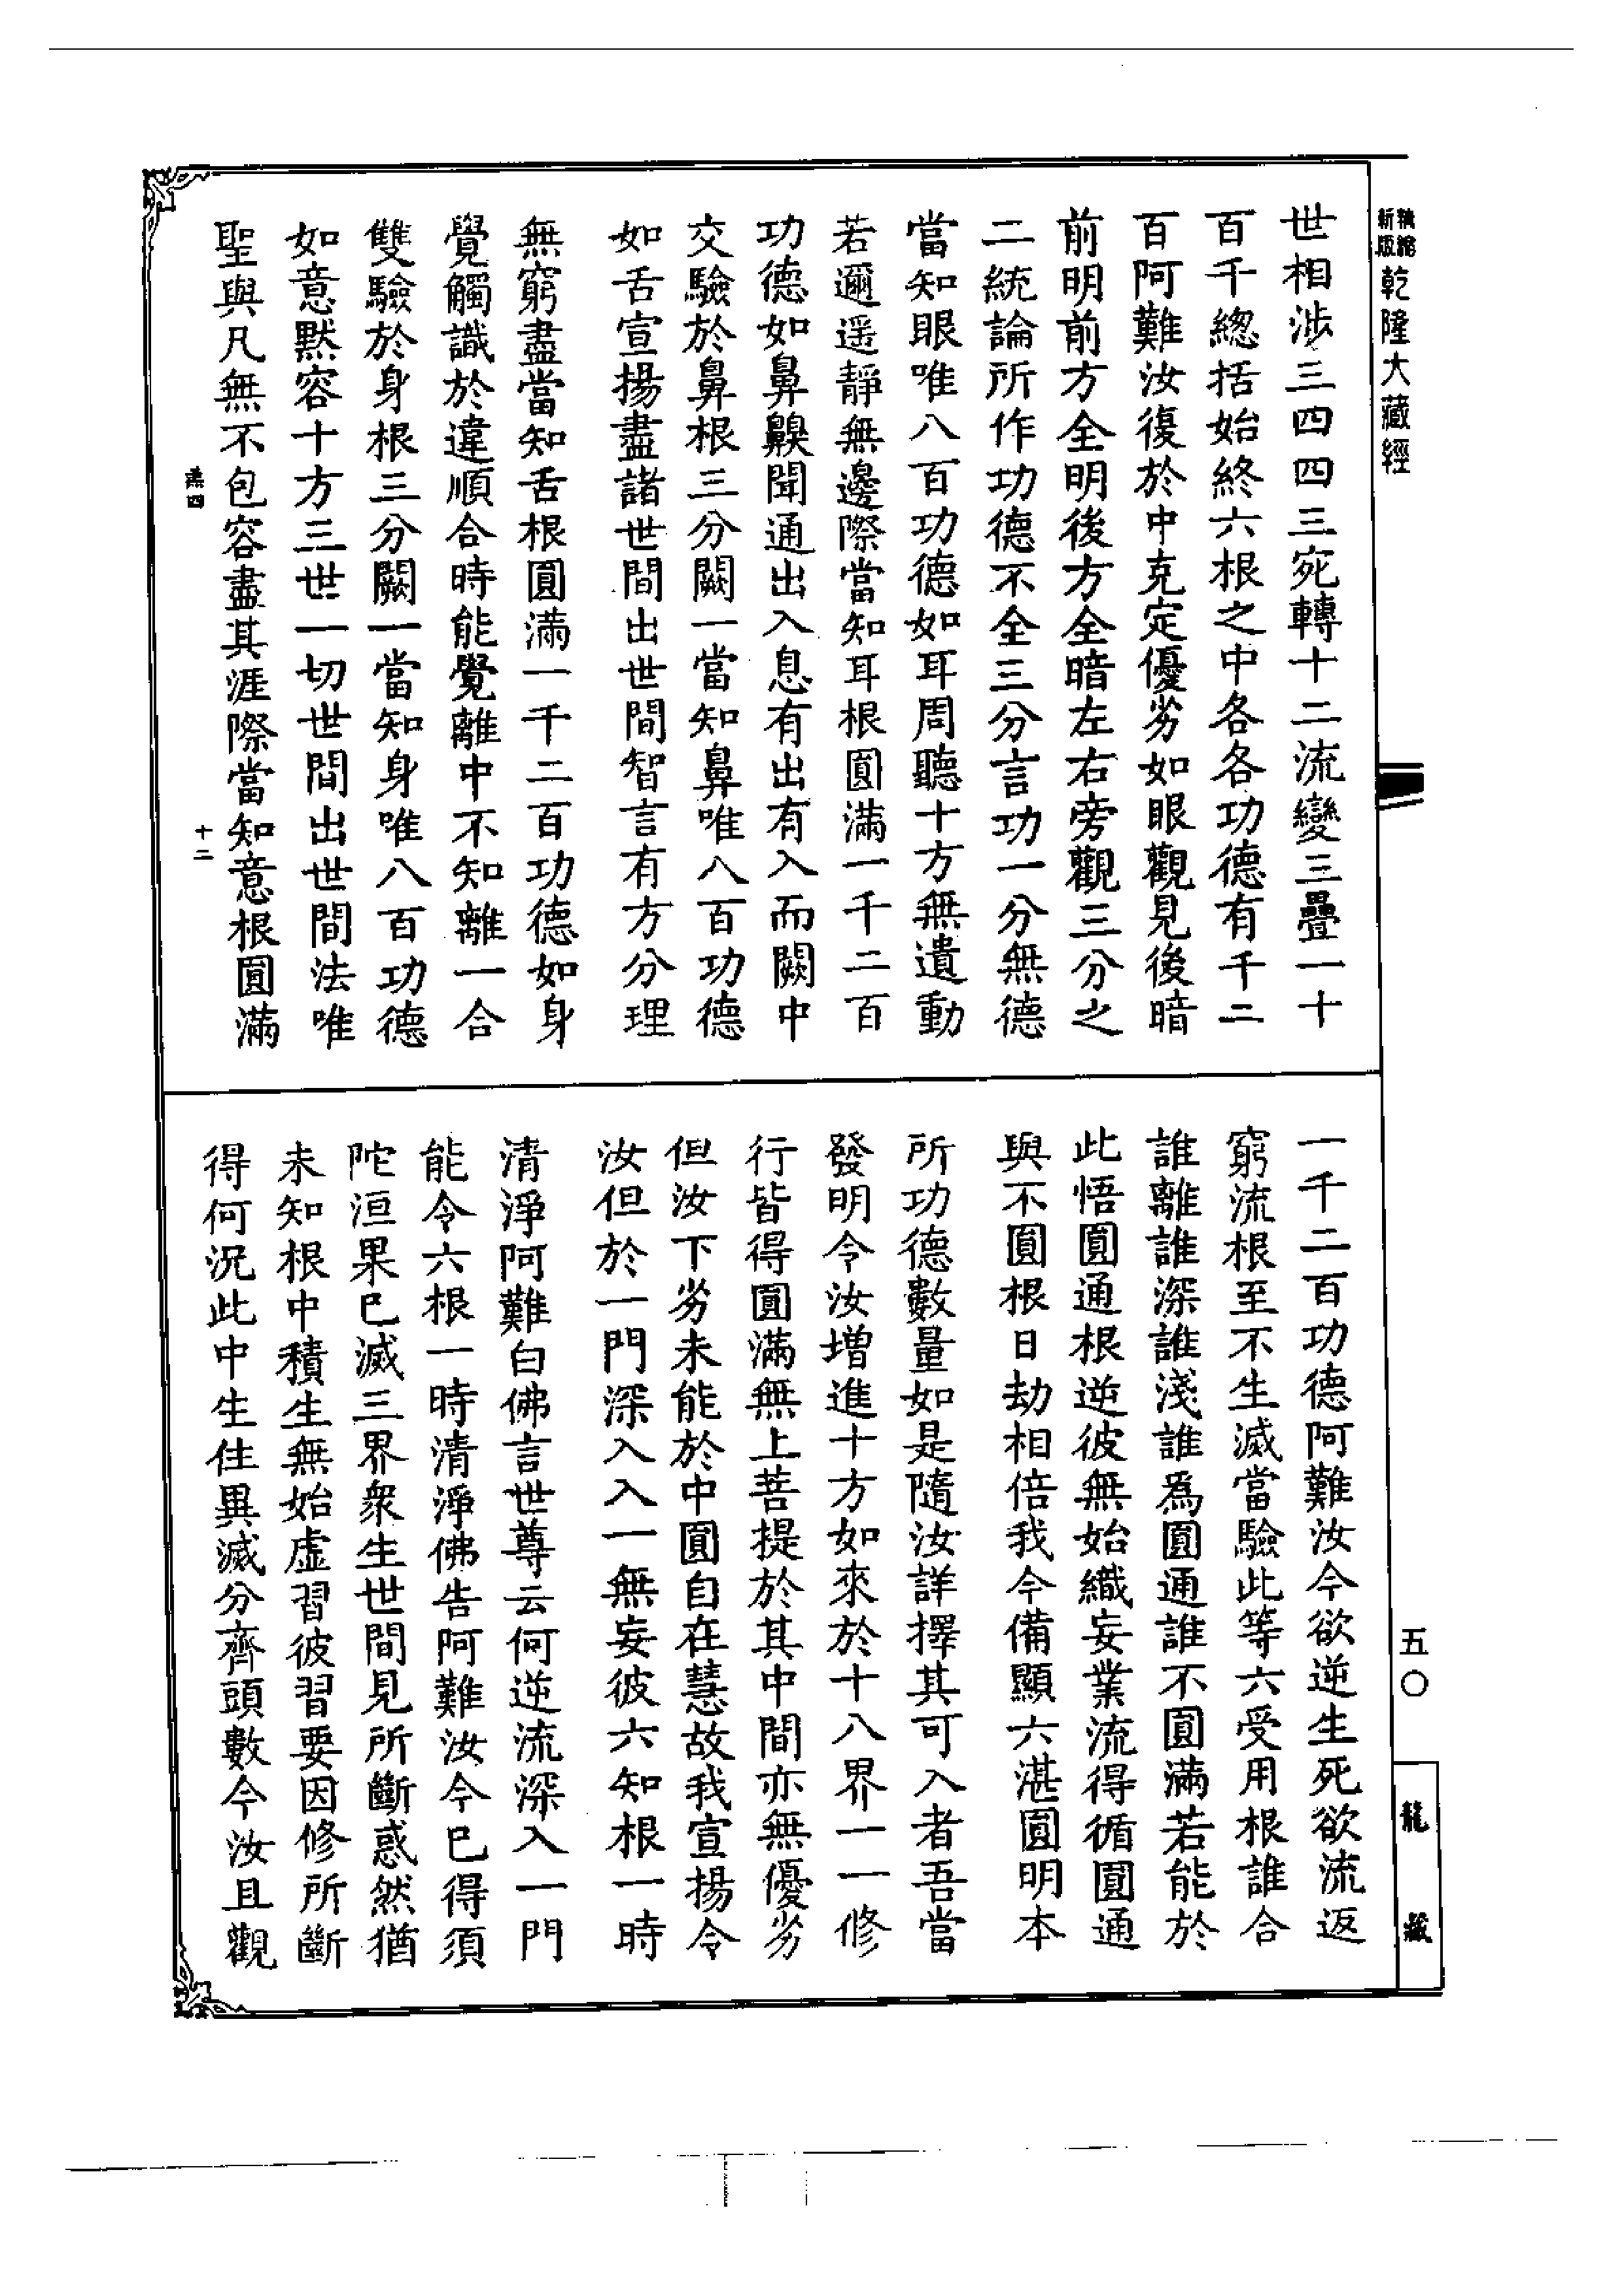 新版
精縮
乾隆大藏經
世相涉三四四三宛轉十二流變三疊一十
百千總括始終六根之中各各功德有千二
百阿難汝復於中克定優劣如眼觀見後暗
前明前方全明後方全暗左右旁觀三分之
二統論所作功德不全三分言功一分無德
當知眼唯八百功德如耳周聽十方無遺動
若邇遥靜無邊際當知耳根圓滿一千二百
功德如鼻齅聞通出入息有出有入而闕中
交驗於鼻根三分闕一當知鼻唯八百功德
如舌宣揚盡諸世間出世間智言有方分理
無窮盡當知舌根圓滿一千二百功德如身
覺觸識於違順合時能覺離中不知離一合
雙驗於身根三分闕一當知身唯八百功德
如意默容十方三世一切世間出世間法唯
聖與凡無不包容盡其涯際當知意根圓滿
十二
一千二百功德阿難汝今欲逆生死欲流返
窮流根至不生滅當驗此等六受用根誰合
誰離誰深誰淺誰爲圓通誰不圓滿若能於
此悟圓通根逆彼無始織妄業流得循圓通
與不圓根日劫相倍我今備顯六湛圓明本
所功德數量如是隨汝詳擇其可入者吾當
發明令汝增進十方如來於十八界一一修
行皆得圓滿無上菩提於其中間亦無優劣
但汝下劣未能於中圓自在慧故我宣揚令
汝但於一門深入入一無妄彼六知根一時
清淨阿難白佛言世尊云何逆流深入一門
能令六根一時清淨佛告阿難汝今已得須
陀洹果已滅三界衆生世間見所斷惑然猶
未知根中積生無始虛習彼習要因修所斷
得何況此中生住異滅分齊頭數今汝且觀
五〇
龍藏